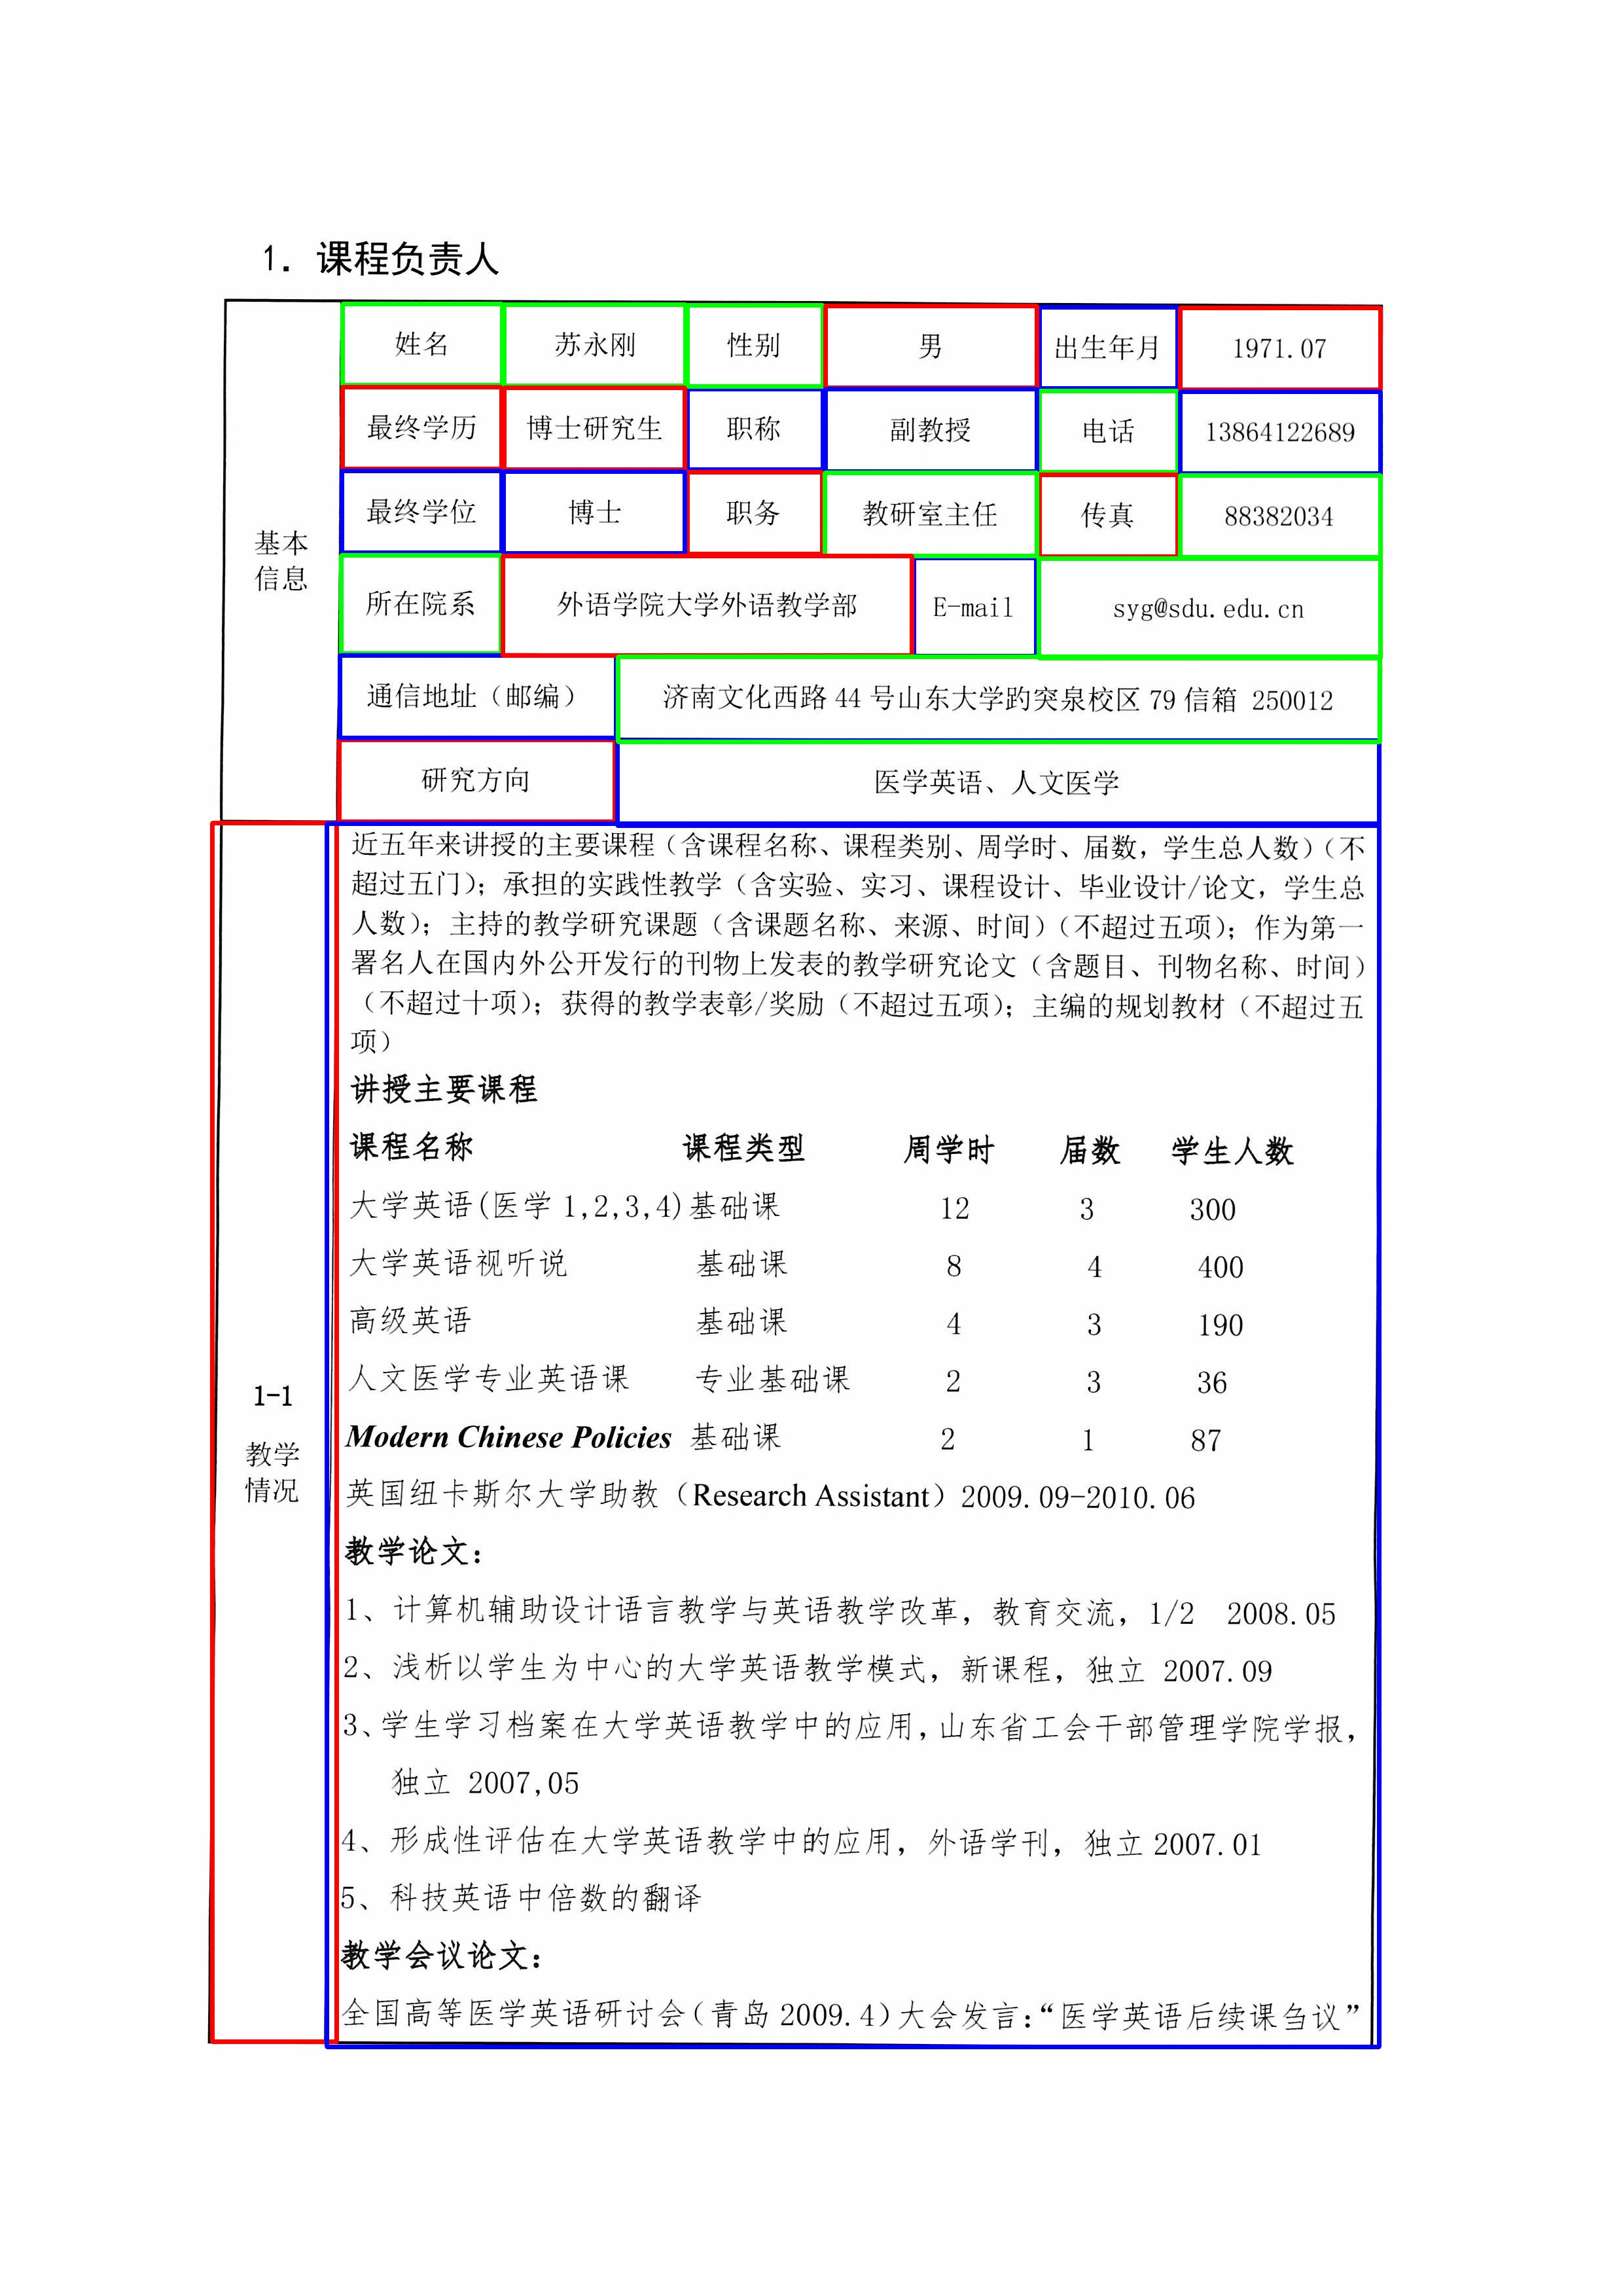 1. 课程负责人
基本
信息
姓名 苏永刚 性别 男 出生年月 1971.07
最终学历 博士研究生 职称 副教授 电话 13864122689
最终学位 博士 职务 教研室主任 传真 88382034
所在院系 外语学院大学外语教学部 E-mail syg@sdu.edu.cn
通信地址（邮编） 济南文化西路 44 号山东大学趵突泉校区 79 信箱 250012
研究方向 医学英语、人文医学
1-1
教学
情况
近五年来讲授的主要课程（含课程名称、课程类别、周学时、届数，学生总人数）（不
超过五门）；承担的实践性教学（含实验、实习、课程设计、毕业设计/论文，学生总
人数）；主持的教学研究课题（含课题名称、来源、时间）（不超过五项）；作为第一
署名人在国内外公开发行的刊物上发表的教学研究论文（含题目、刊物名称、时间）
（不超过十项）；获得的教学表彰/奖励（不超过五项）；主编的规划教材（不超过五
项）
讲授主要课程
课程名称 课程类型 周学时 届数 学生人数
大学英语(医学 1,2,3,4) 基础课 12 3 300
大学英语视听说 基础课 8 4 400
高级英语 基础课 4 3 190
人文医学专业英语课 专业基础课 2 3 36
Modern Chinese Policies 基础课 2 1 87
英国纽卡斯尔大学助教（Research Assistant）2009.09-2010.06
教学论文：
1、计算机辅助设计语言教学与英语教学改革，教育交流，1/2 2008.05
2、浅析以学生为中心的大学英语教学模式，新课程，独立 2007.09
3、学生学习档案在大学英语教学中的应用，山东省工会干部管理学院学报，
独立 2007,05
4、形成性评估在大学英语教学中的应用，外语学刊，独立 2007.01
5、科技英语中倍数的翻译
教学会议论文：
全国高等医学英语研讨会（青岛 2009.4）大会发言：“医学英语后续课刍议”